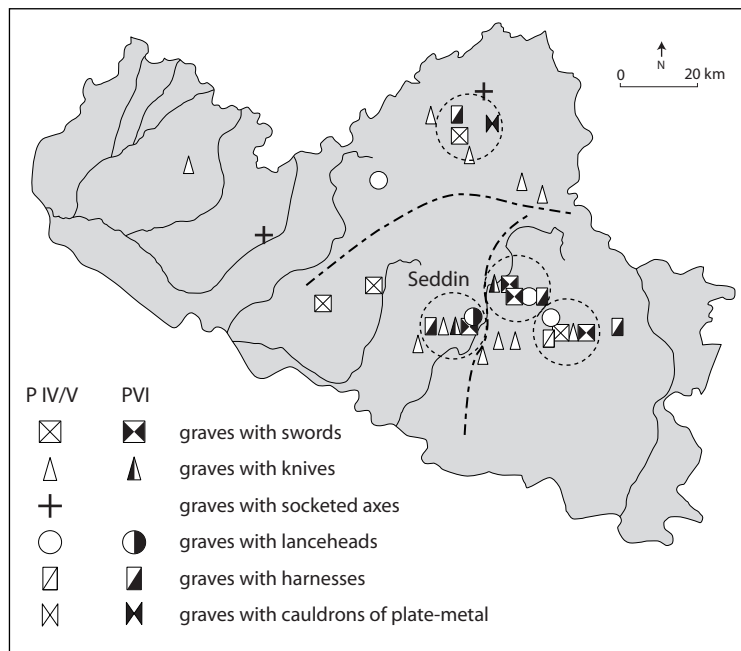 N
0 20 km
Seddin
P IV/V PVI
graves with swords
graves with knives
graves with socketed axes
graves with lanceheads
graves with harnesses
graves with cauldrons of plate-metal